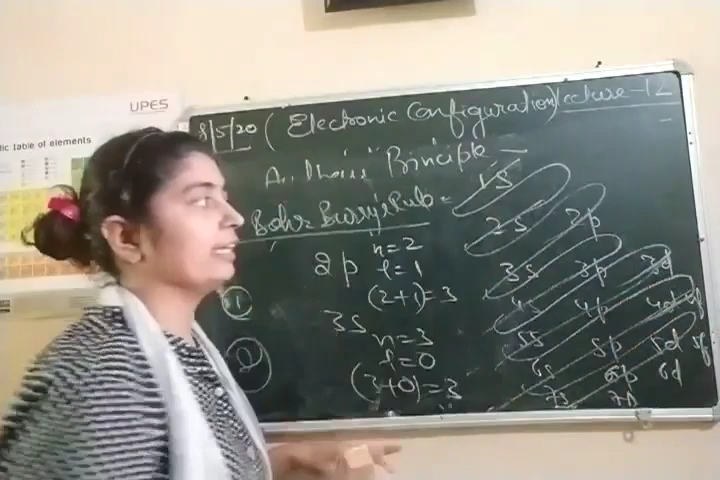 UPES
8/5/20 (Electronic Configuration) Lecture-12
ic table of elements
Principle
Bohr Burry's Rule =
1s
2s 2p
3s 3p 3d
4s 4p 4d 4f
5s 5p 5d 5f
6s 6p 6d
7s 7p
① 2p
n=2
l=1
(2+1)=3
② 3s
n=3
l=0
(3+0)=3